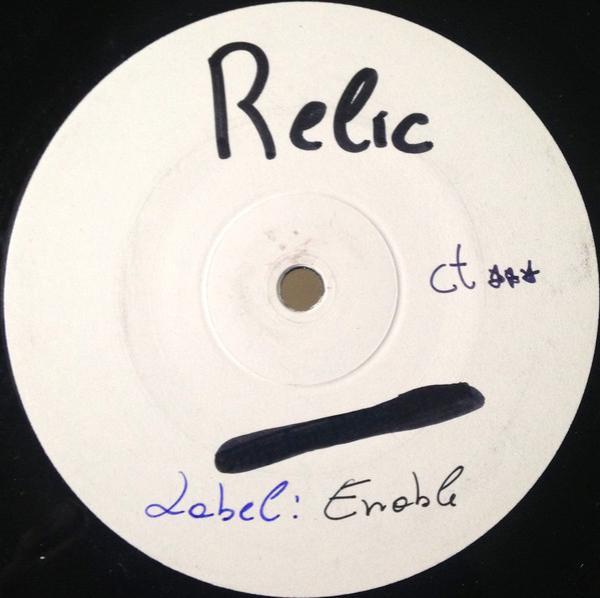 Relic
ct ***
Label: Enable